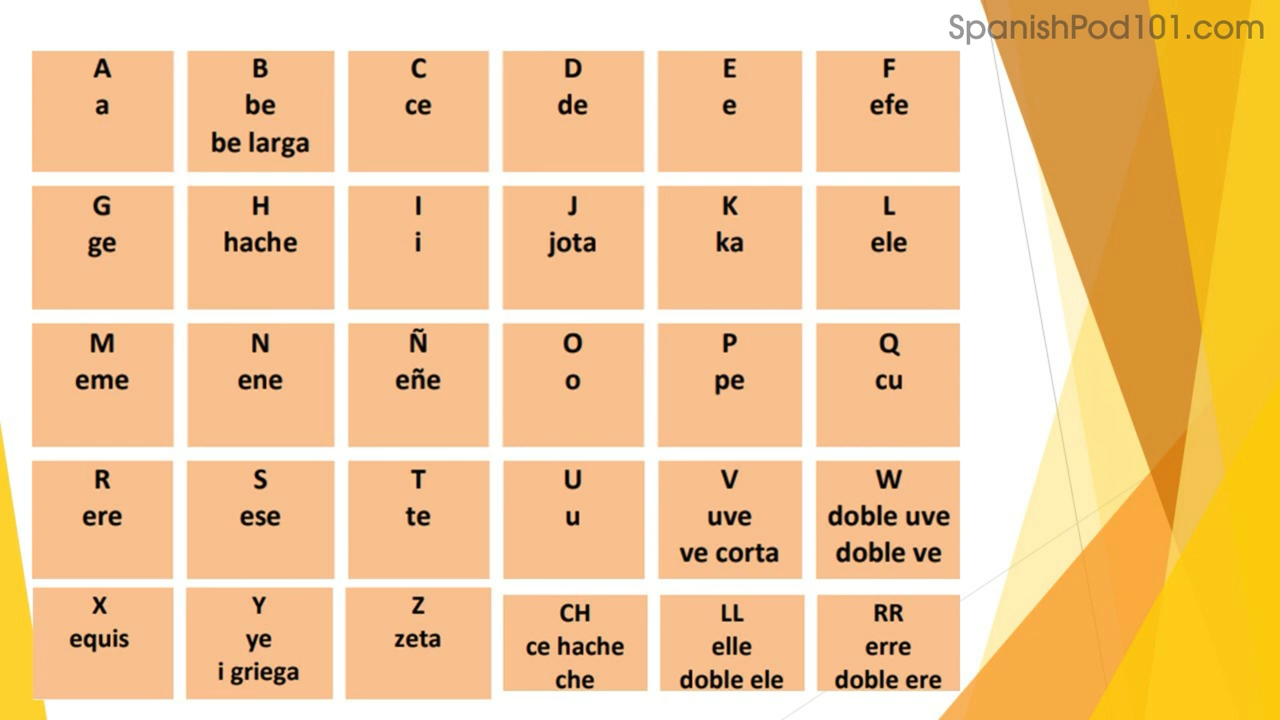 SpanishPod101.com
A
a
B
be
be larga
C
ce
D
de
E
e
F
efe
G
ge
H
hache
I
i
J
jota
K
ka
L
ele
M
eme
N
ene
Ñ
eñe
O
o
P
pe
Q
cu
R
ere
S
ese
T
te
U
u
V
uve
ve corta
W
doble uve
doble ve
X
equis
Y
ye
i griega
Z
zeta
CH
ce hache
che
LL
elle
doble ele
RR
erre
doble ere